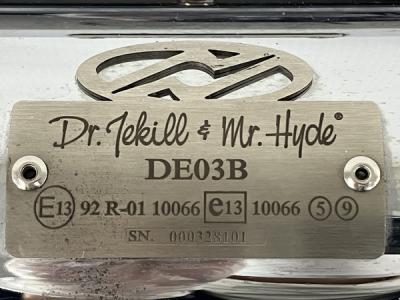 Dr. Jekill & Mr. Hyde®
DE03B
E13 92 R-01 10066 e13 10066 5 9
SN. 000328101